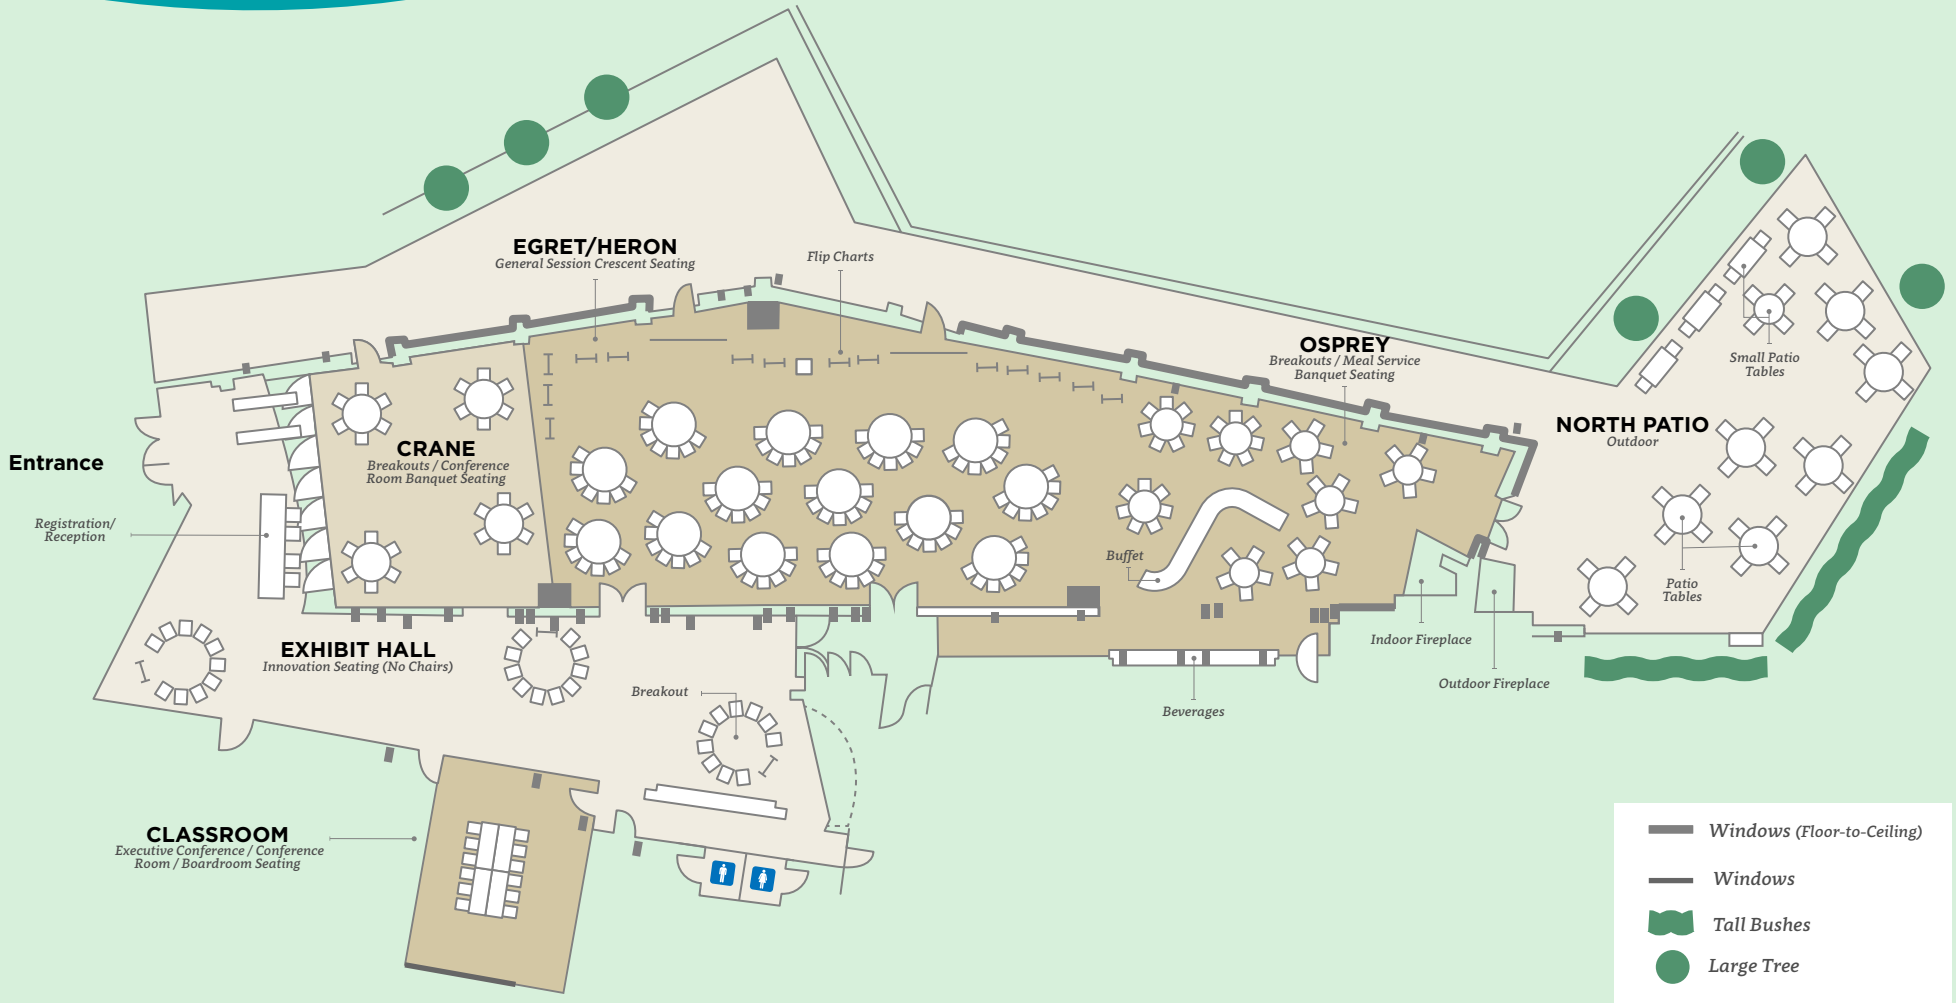 EGRET/HERON
General Session Crescent Seating
Flip Charts
OSPREY
Breakouts / Meal Service
Banquet Seating
Small Patio
Tables
NORTH PATIO
Outdoor
CRANE
Breakouts / Conference
Room Banquet Seating
Entrance
Registration/
Reception
Buffet
Patio
Tables
EXHIBIT HALL
Innovation Seating (No Chairs)
Indoor Fireplace
Breakout
Outdoor Fireplace
Beverages
CLASSROOM
Executive Conference / Conference
Room / Boardroom Seating
Windows (Floor-to-Ceiling)
Windows
Tall Bushes
Large Tree